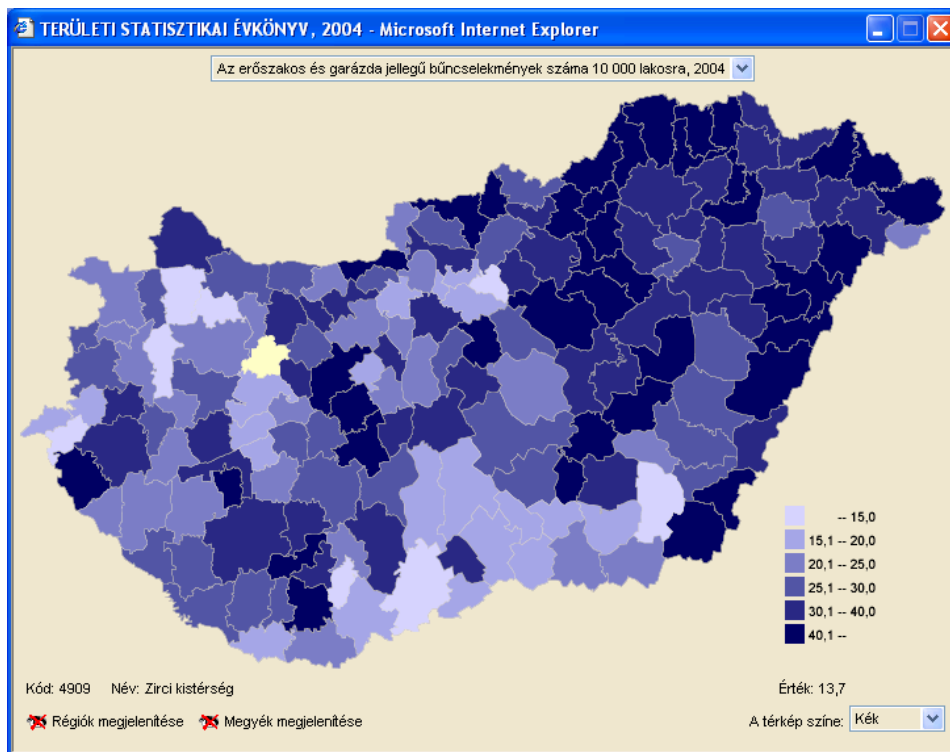 TERÜLETI STATISZTIKAI ÉVKÖNYV, 2004 - Microsoft Internet Explorer
Az erőszakos és garázda jellegű bűncselekmények száma 10 000 lakosra, 2004
-- 15,0
15,1 -- 20,0
20,1 -- 25,0
25,1 -- 30,0
30,1 -- 40,0
40,1 --
Kód: 4909 Név: Zirci kistérség Érték: 13,7
Régiók megjelenítése Megyék megjelenítése A térkép színe: Kék